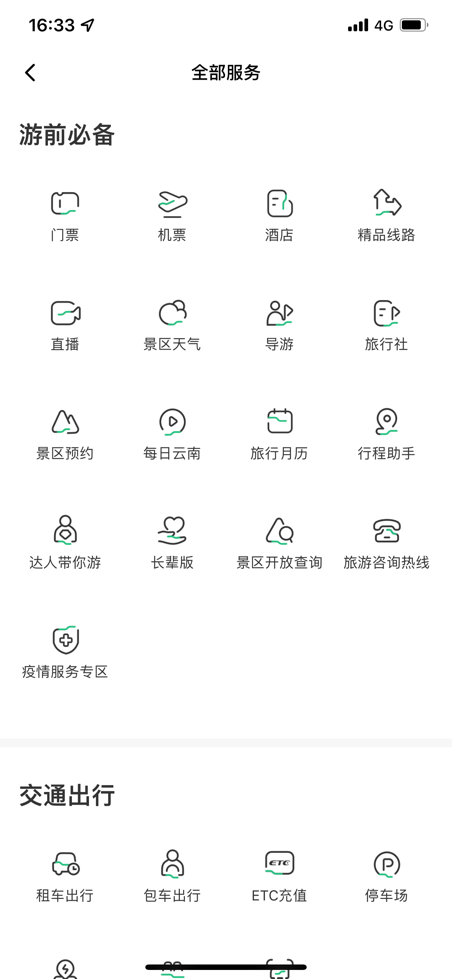 16:33 4G
全部服务
游前必备
门票 机票 酒店 精品线路
直播 景区天气 导游 旅行社
景区预约 每日云南 旅行月历 行程助手
达人带你游 长辈版 景区开放查询 旅游咨询热线
疫情服务专区
交通出行
ETC
P
租车出行 包车出行 ETC充值 停车场